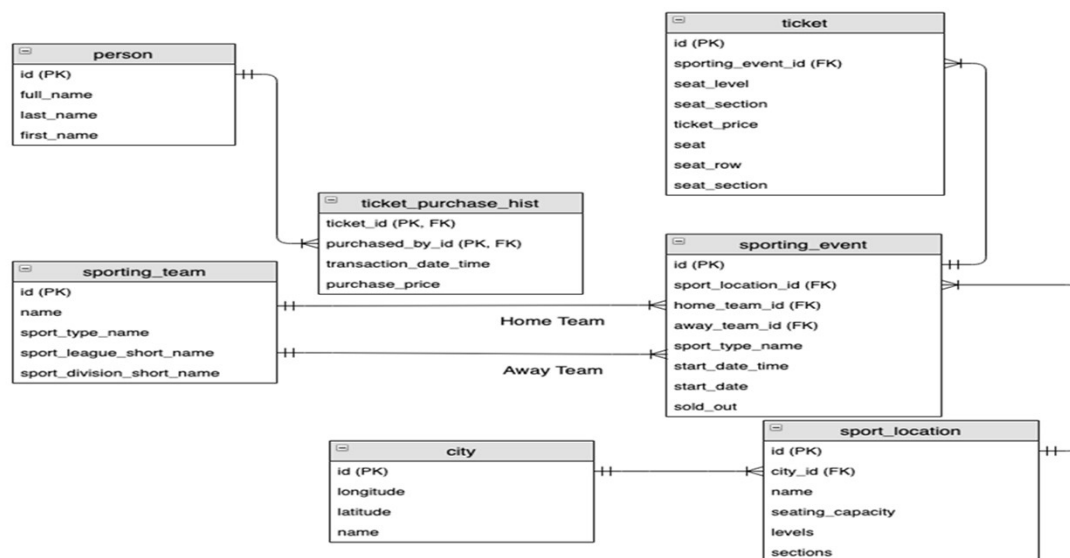 person
id (PK)
full_name
last_name
first_name
ticket
id (PK)
sporting_event_id (FK)
seat_level
seat_section
ticket_price
seat
seat_row
seat_section
ticket_purchase_hist
ticket_id (PK, FK)
purchased_by_id (PK, FK)
transaction_date_time
purchase_price
sporting_team
id (PK)
name
sport_type_name
sport_league_short_name
sport_division_short_name
Home Team
Away Team
sporting_event
id (PK)
sport_location_id (FK)
home_team_id (FK)
away_team_id (FK)
sport_type_name
start_date_time
start_date
sold_out
city
id (PK)
longitude
latitude
name
sport_location
id (PK)
city_id (FK)
name
seating_capacity
levels
sections